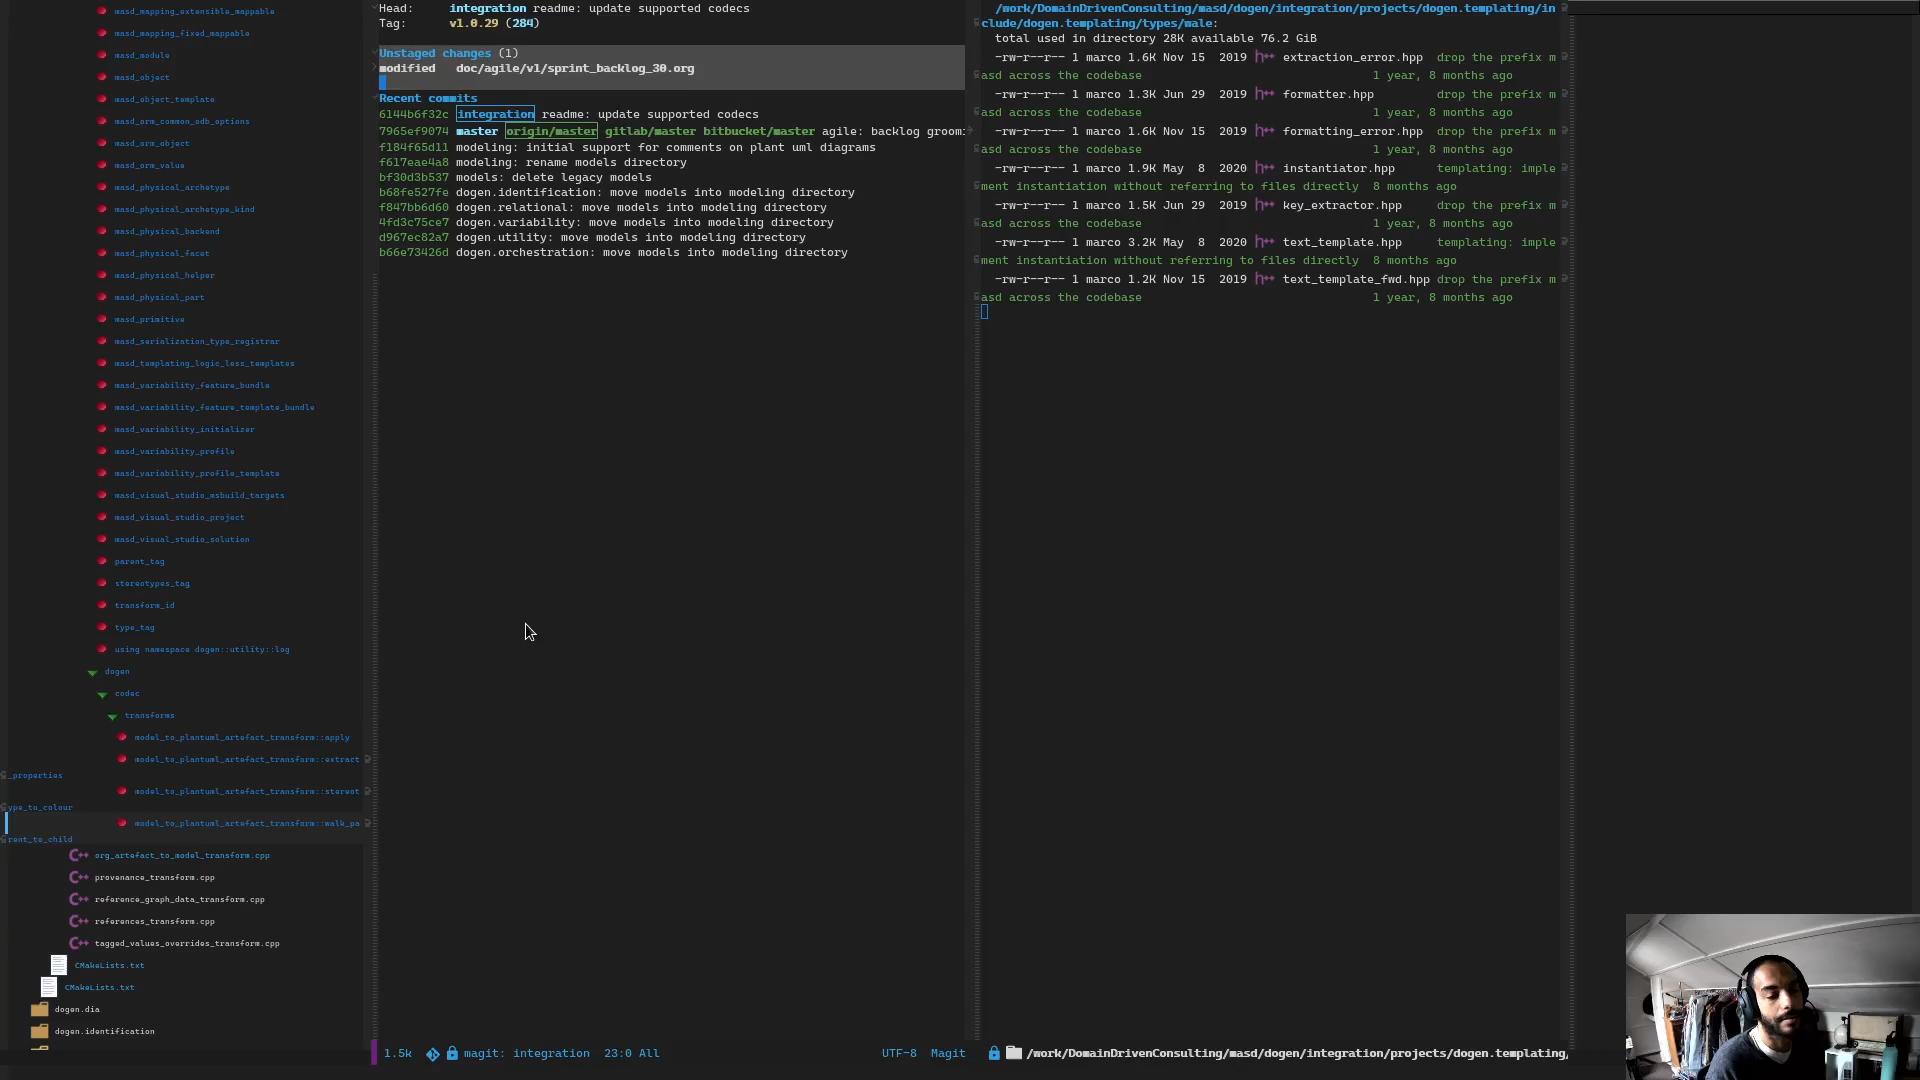 masd_mapping_extensible_mappable
masd_mapping_fixed_mappable
masd_module
masd_object
masd_object_template
masd_orm_common_odb_options
masd_orm_object
masd_orm_value
masd_physical_archetype
masd_physical_archetype_kind
masd_physical_backend
masd_physical_facet
masd_physical_helper
masd_physical_part
masd_primitive
masd_serialization_type_registrar
masd_templating_logic_less_templates
masd_variability_feature_bundle
masd_variability_feature_template_bundle
masd_variability_initializer
masd_variability_profile
masd_variability_profile_template
masd_visual_studio_msbuild_targets
masd_visual_studio_project
masd_visual_studio_solution
parent_tag
stereotypes_tag
transform_id
type_tag
using namespace dogen::utility::log
dogen
codec
transforms
model_to_plantuml_artefact_transform::apply
model_to_plantuml_artefact_transform::extract
_properties
model_to_plantuml_artefact_transform::stereot
ype_to_colour
model_to_plantuml_artefact_transform::walk_pa
rent_to_child
C++ org_artefact_to_model_transform.cpp
C++ provenance_transform.cpp
C++ reference_graph_data_transform.cpp
C++ references_transform.cpp
C++ tagged_values_overrides_transform.cpp
CMakeLists.txt
CMakeLists.txt
dogen.dia
dogen.identification
Head: integration readme: update supported codecs
Tag: v1.0.29 (284)
Unstaged changes (1)
modified doc/agile/v1/sprint_backlog_30.org
Recent commits
6144b6f32c integration readme: update supported codecs
7965ef9074 master origin/master gitlab/master bitbucket/master agile: backlog groom
f184f65d11 modeling: initial support for comments on plant uml diagrams
f617eae4a8 modeling: rename models directory
bf30d3b537 models: delete legacy models
b68fe527fe dogen.identification: move models into modeling directory
f847bb6d60 dogen.relational: move models into modeling directory
4fd3c75ce7 dogen.variability: move models into modeling directory
d967ec82a7 dogen.utility: move models into modeling directory
b66e73426d dogen.orchestration: move models into modeling directory
1.5k magit: integration 23:0 All UTF-8 Magit
/work/DomainDrivenConsulting/masd/dogen/integration/projects/dogen.templating/in
clude/dogen.templating/types/wale:
total used in directory 28K available 76.2 GiB
-rw-r--r-- 1 marco 1.6K Nov 15 2019 h++ extraction_error.hpp drop the prefix m
asd across the codebase 1 year, 8 months ago
-rw-r--r-- 1 marco 1.3K Jun 29 2019 h++ formatter.hpp drop the prefix m
asd across the codebase 1 year, 8 months ago
-rw-r--r-- 1 marco 1.6K Nov 15 2019 h++ formatting_error.hpp drop the prefix m
asd across the codebase 1 year, 8 months ago
-rw-r--r-- 1 marco 1.9K May 8 2020 h++ instantiator.hpp templating: imple
ment instantiation without referring to files directly 8 months ago
-rw-r--r-- 1 marco 1.5K Jun 29 2019 h++ key_extractor.hpp drop the prefix m
asd across the codebase 1 year, 8 months ago
-rw-r--r-- 1 marco 3.2K May 8 2020 h++ text_template.hpp templating: imple
ment instantiation without referring to files directly 8 months ago
-rw-r--r-- 1 marco 1.2K Nov 15 2019 h++ text_template_fwd.hpp drop the prefix m
asd across the codebase 1 year, 8 months ago
/work/DomainDrivenConsulting/masd/dogen/integration/projects/dogen.templating/